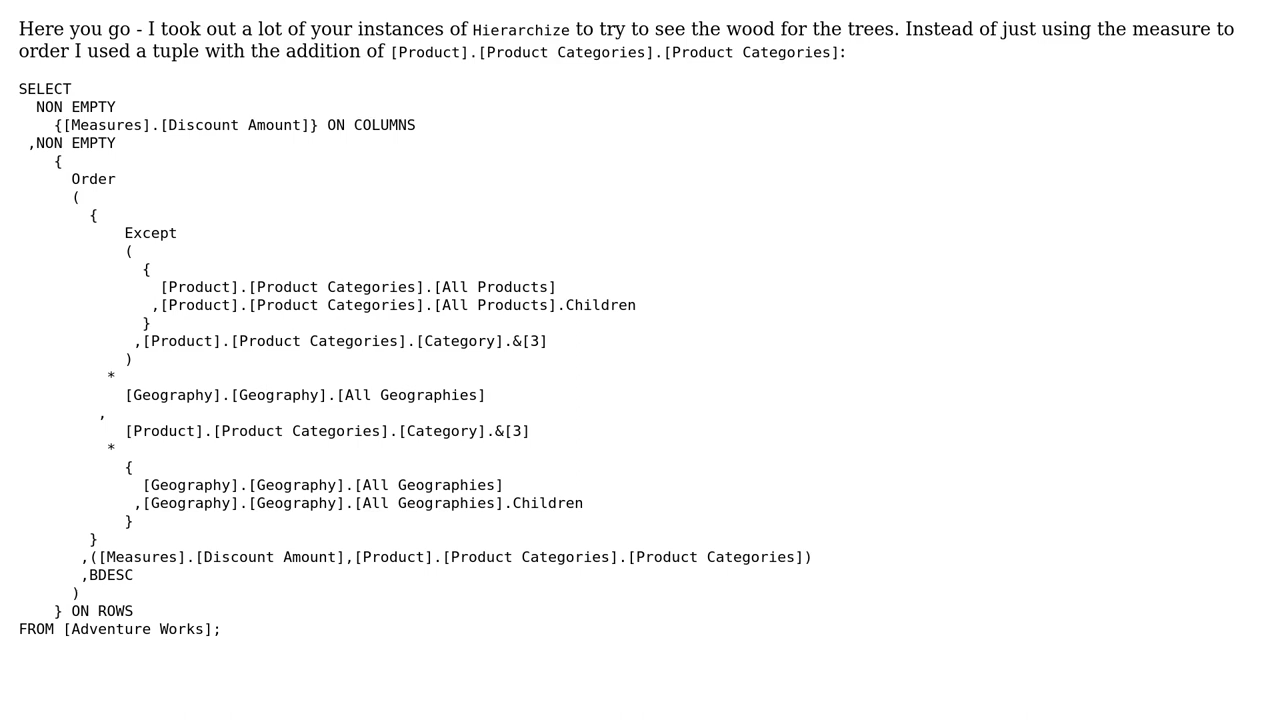 Here you go - I took out a lot of your instances of Hierarchize to try to see the wood for the trees. Instead of just using the measure to
order I used a tuple with the addition of [Product].[Product Categories].[Product Categories]:
SELECT
  NON EMPTY
    {[Measures].[Discount Amount]} ON COLUMNS
 ,NON EMPTY
    {
      Order
      (
        {
            Except
            (
              {
                [Product].[Product Categories].[All Products]
               ,[Product].[Product Categories].[All Products].Children
              }
             ,[Product].[Product Categories].[Category].&[3]
            )
          *
            [Geography].[Geography].[All Geographies]
         ,
            [Product].[Product Categories].[Category].&[3]
          *
            {
              [Geography].[Geography].[All Geographies]
             ,[Geography].[Geography].[All Geographies].Children
            }
        }
       ,([Measures].[Discount Amount],[Product].[Product Categories].[Product Categories])
       ,BDESC
      )
    } ON ROWS
FROM [Adventure Works];